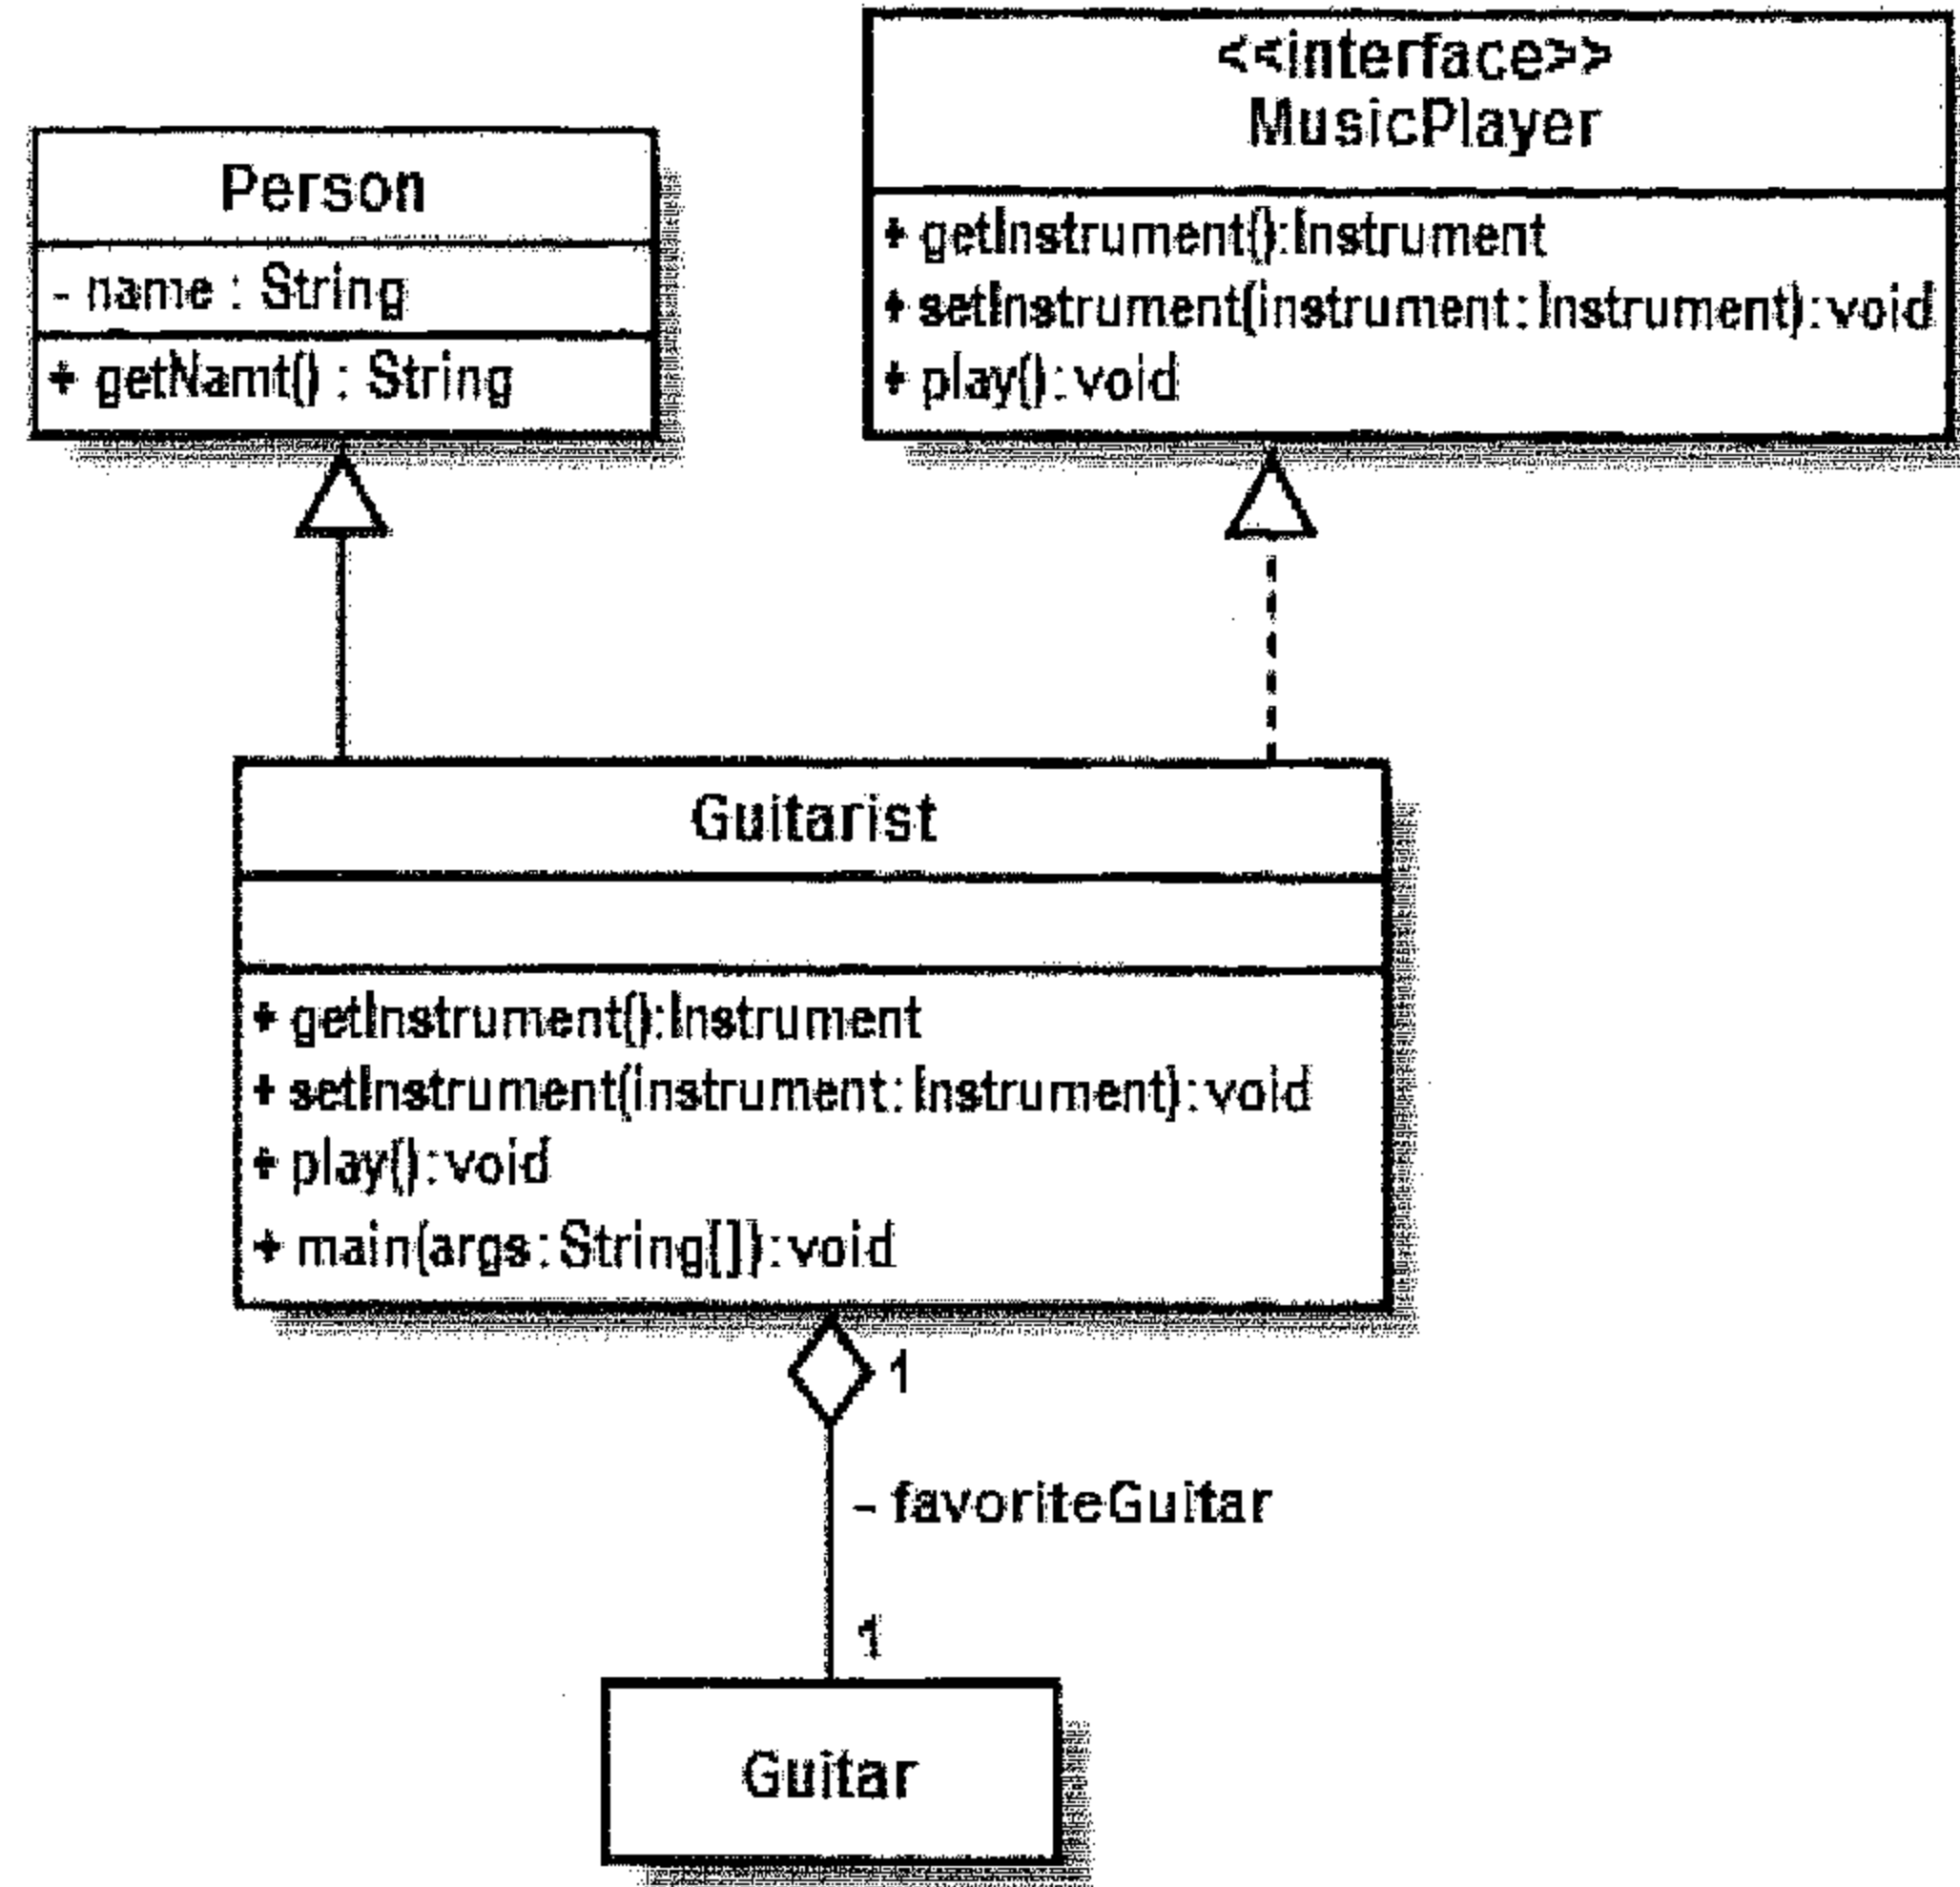 <<interface>>
MusicPlayer
+ getInstrument():Instrument
+ setInstrument(instrument: Instrument): void
+ play(): void
Person
- name : String
+ getNamt() : String
Guitarist
+ getInstrument():Instrument
+ setInstrument(instrument: Instrument): void
+ play(): void
+ main(args: String[]): void
1
- favoriteGuitar
1
Guitar